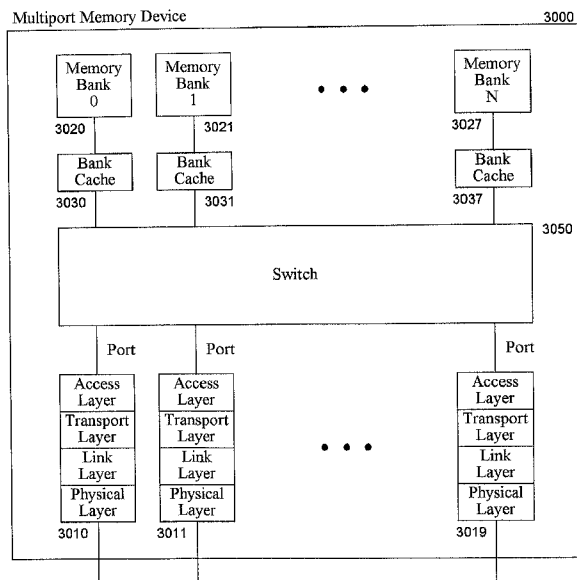 Multiport Memory Device 3000
Memory Bank 0
Memory Bank 1
Memory Bank N
3020
3021
3027
Bank Cache
Bank Cache
Bank Cache
3030
3031
3037
3050
Switch
Port
Port
Port
Access Layer
Access Layer
Access Layer
Transport Layer
Transport Layer
Transport Layer
Link Layer
Link Layer
Link Layer
Physical Layer
Physical Layer
Physical Layer
3010
3011
3019